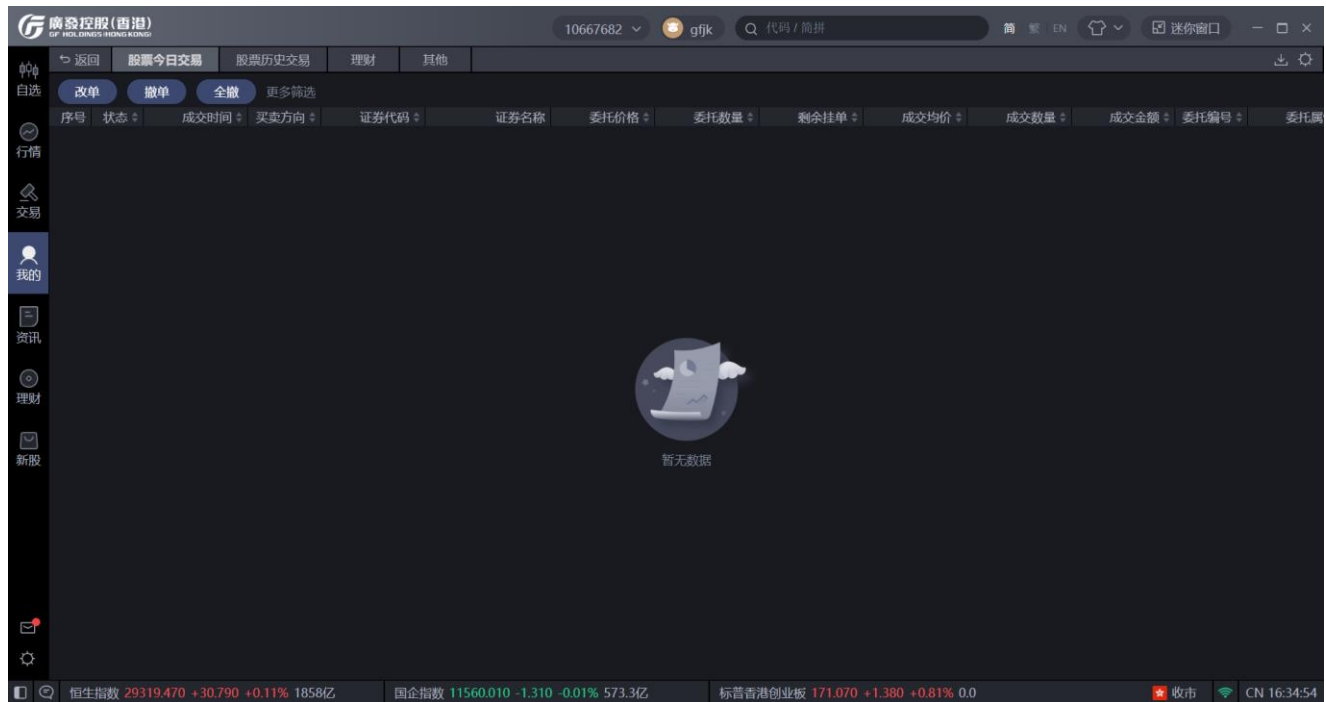 廣發控股(香港)
GF HOLDINGS (HONG KONG)
10667682 gfjk 代码 / 简拼 简 繁 EN 迷你窗口
返回 股票今日交易 股票历史交易 理财 其他
改单 撤单 全撤 更多筛选
序号 状态 成交时间 买卖方向 证券代码 证券名称 委托价格 委托数量 剩余挂单 成交均价 成交数量 成交金额 委托编号 委托属
自选
行情
交易
我的
资讯
理财
新股
暂无数据
恒生指数 29319.470 +30.790 +0.11% 1858亿 国企指数 11560.010 -1.310 -0.01% 573.3亿 标普香港创业板 171.070 +1.380 +0.81% 0.0 收市 CN 16:34:54